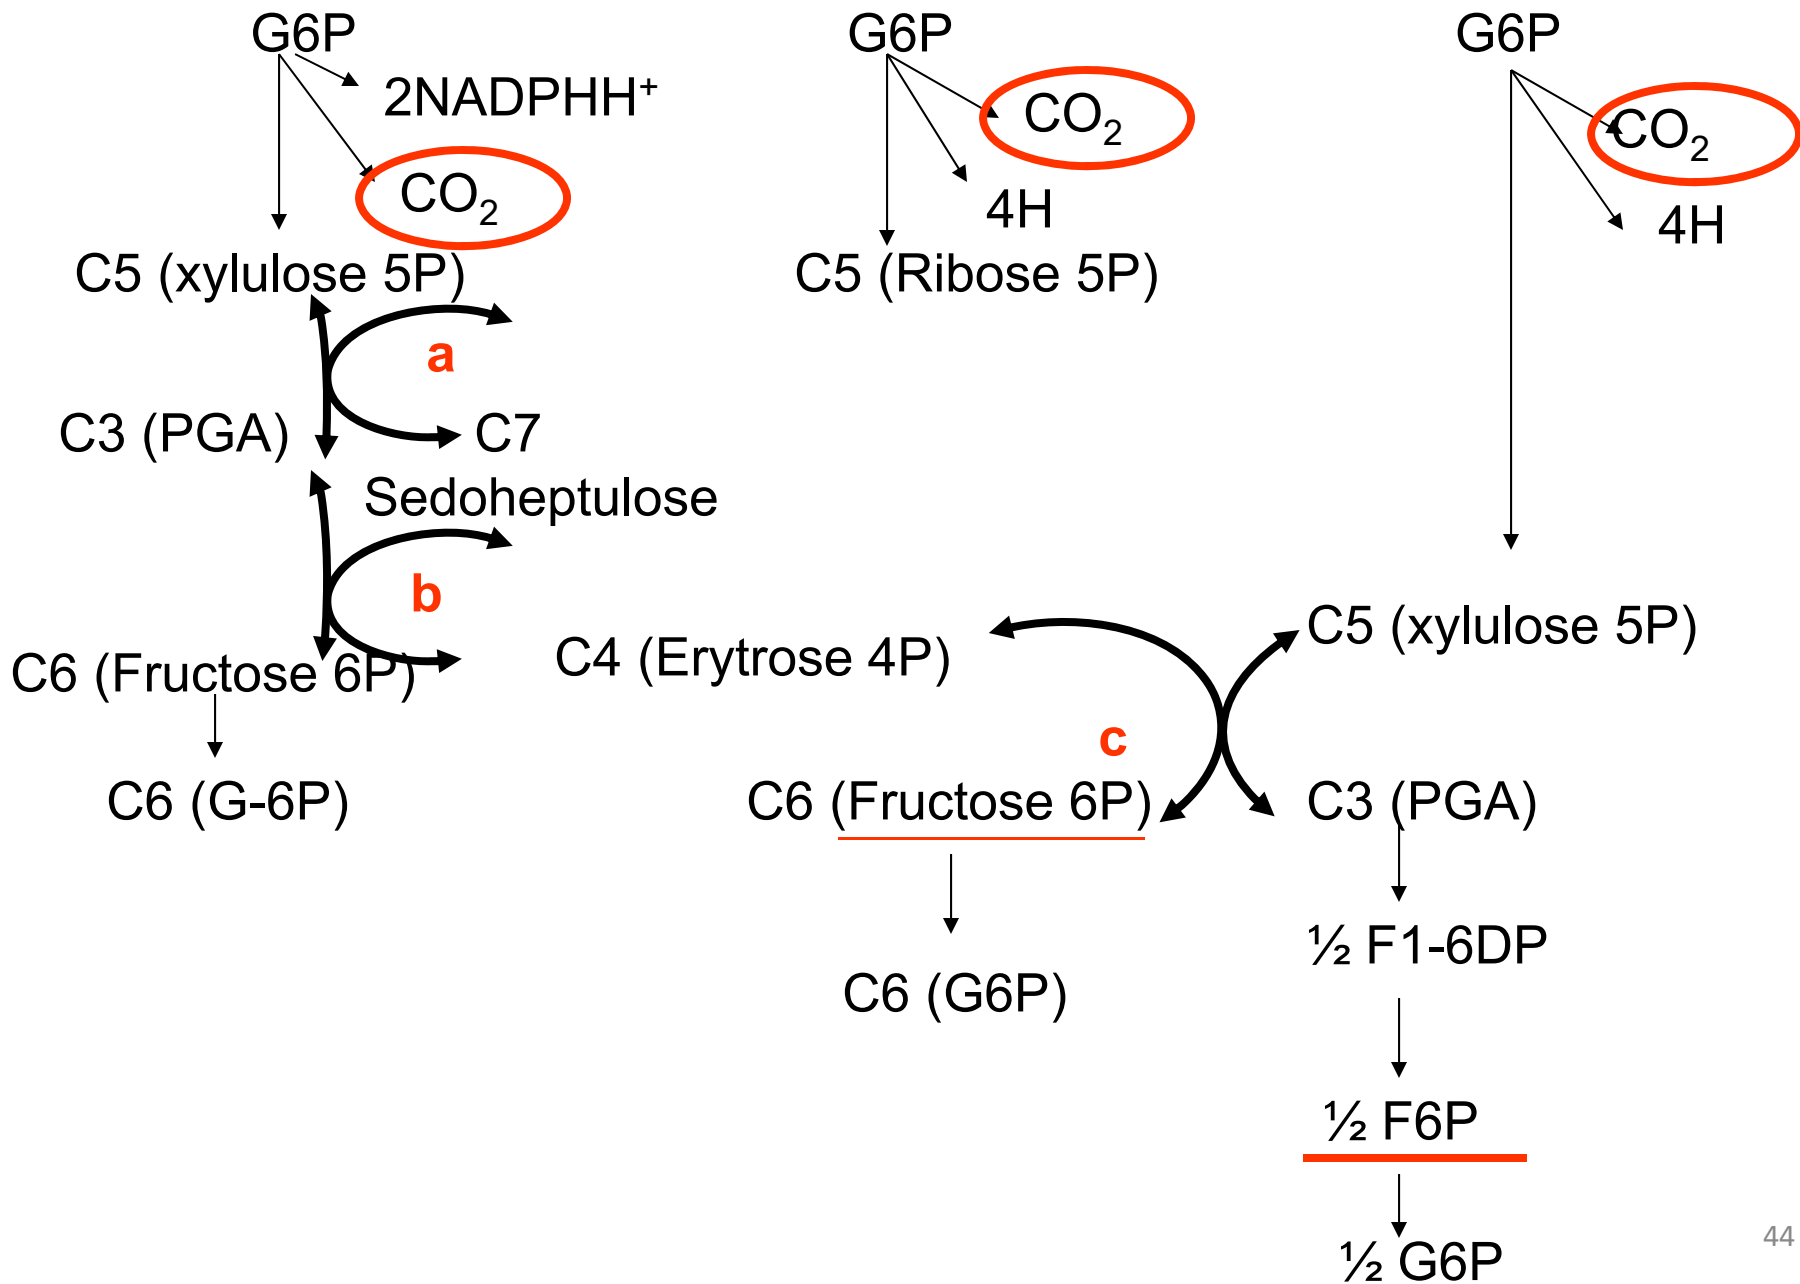 G6P
G6P
G6P
2NADPHH⁺
CO₂
CO₂
CO₂
4H
4H
C5 (xylulose 5P)
C5 (Ribose 5P)
a
C3 (PGA)
C7
Sedoheptulose
b
C6 (Fructose 6P)
C4 (Erytrose 4P)
C5 (xylulose 5P)
c
C6 (G-6P)
C6 (Fructose 6P)
C3 (PGA)
½ F1-6DP
C6 (G6P)
½ F6P
½ G6P
44